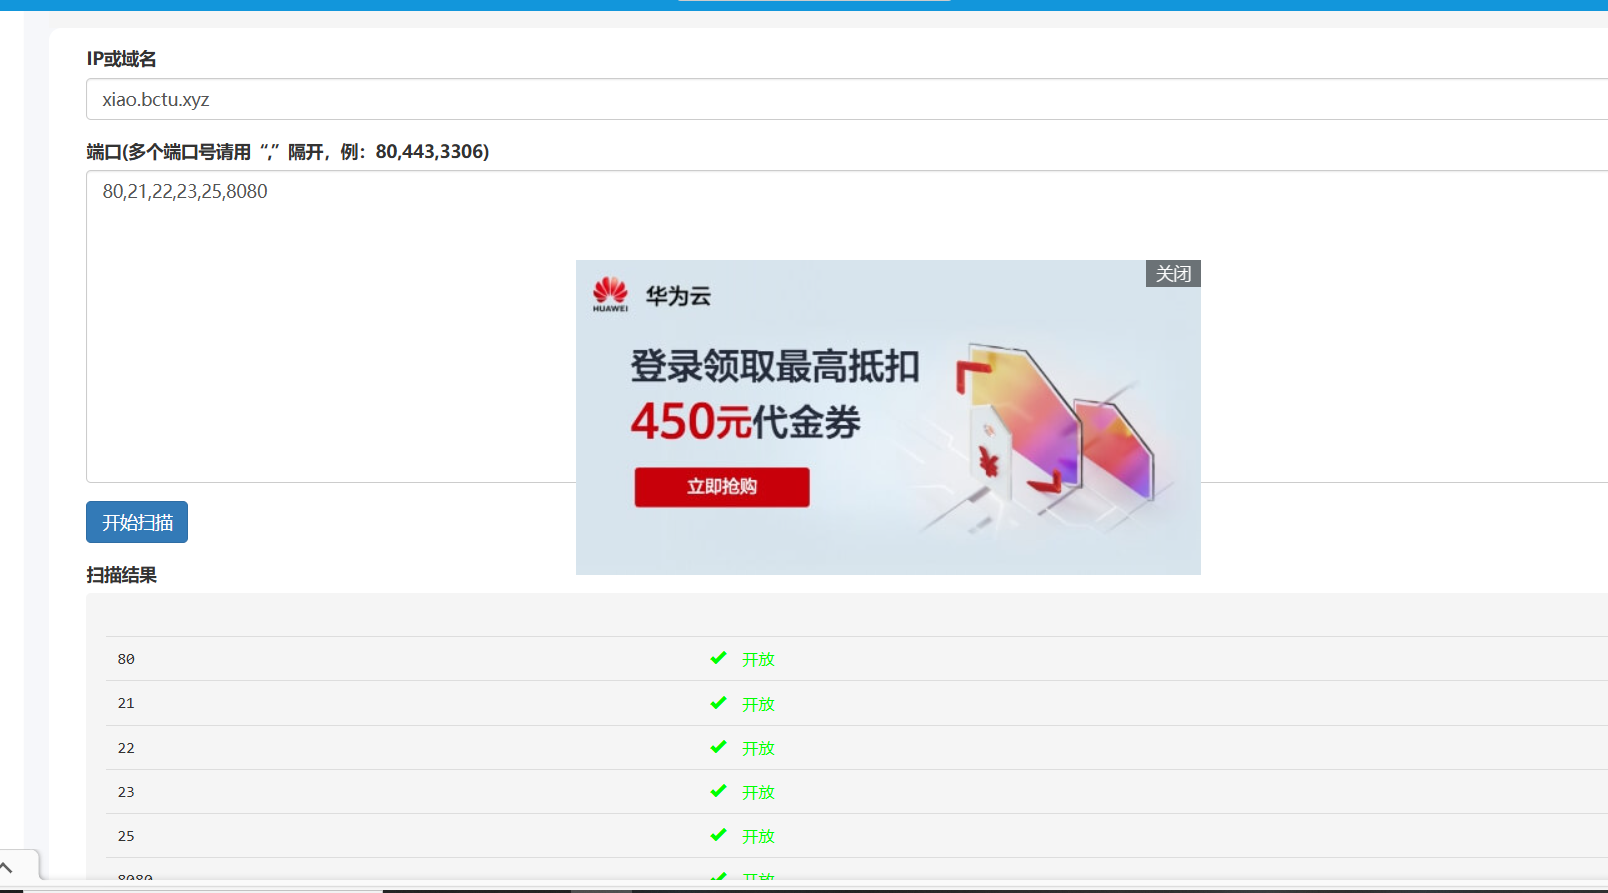 IP或域名
xiao.bctu.xyz
端口(多个端口号请用“,”隔开，例：80,443,3306)
80,21,22,23,25,8080
关闭
HUAWEI 华为云
登录领取最高抵扣
450元代金券
立即抢购
开始扫描
扫描结果
80 开放
21 开放
22 开放
23 开放
25 开放
8080 开放